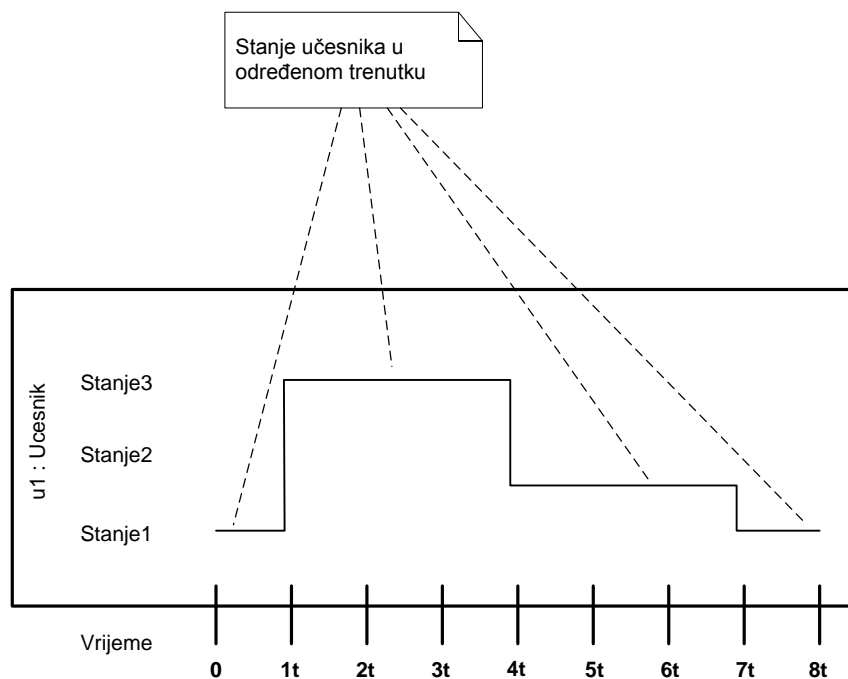 Stanje učesnika u
određenom trenutku
u1 : Ucesnik
Stanje3
Stanje2
Stanje1
Vrijeme
0 1t 2t 3t 4t 5t 6t 7t 8t